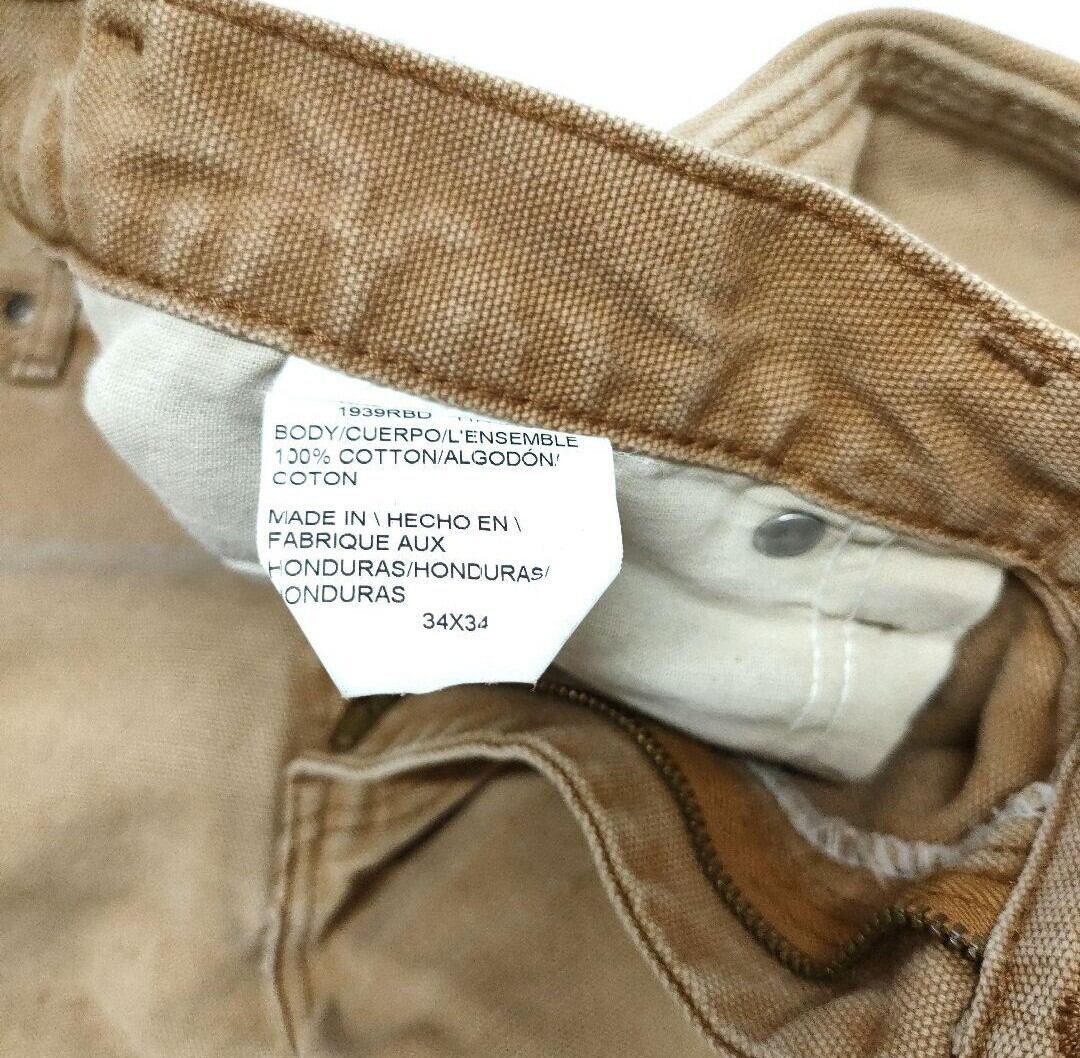 1939RBD
BODY/CUERPO/L'ENSEMBLE
100% COTTON/ALGODÓN/
COTON
MADE IN \ HECHO EN \
FABRIQUE AUX
HONDURAS/HONDURAS/
HONDURAS
34X34